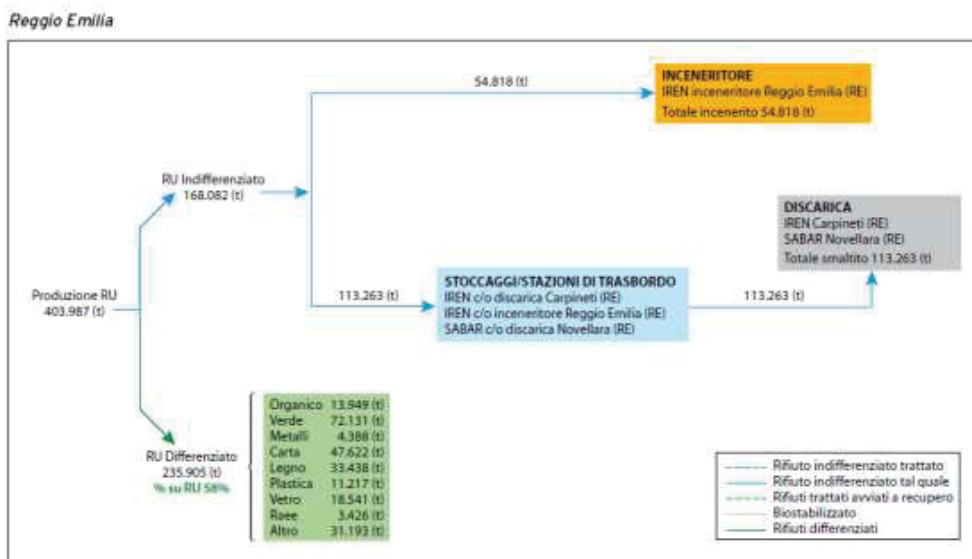 Reggio Emilia
54.818 (t)
INCENERITORE
IREN inceneritore Reggio Emilia (RE)
Totale incenerito 54.818 (t)
RU Indifferenziato
168.082 (t)
DISCARICA
IREN Carpineti (RE)
SABAR Novellara (RE)
Totale smaltito 113.263 (t)
Produzione RU
403.987 (t)
113.263 (t)
STOCCAGGI/STAZIONI DI TRASBORDO
IREN c/o discarica Carpineti (RE)
IREN c/o inceneritore Reggio Emilia (RE)
SABAR c/o discarica Novellara (RE)
113.263 (t)
RU Differenziato
235.905 (t)
% su RU 58%
Organico 13.949 (t)
Verde 72.131 (t)
Metalli 4.388 (t)
Carta 47.622 (t)
Legno 33.438 (t)
Plastica 11.217 (t)
Vetro 18.541 (t)
Raee 3.426 (t)
Altro 31.193 (t)
Rifiuto indifferenziato trattato
Rifiuto indifferenziato tal quale
Rifiuti trattati avviati a recupero
Biostabilizzato
Rifiuti differenziati